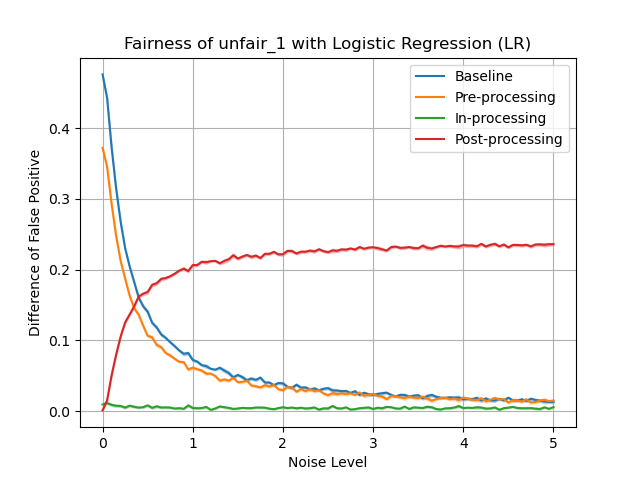 Fairness of unfair_1 with Logistic Regression (LR)
Baseline
Pre-processing
In-processing
Post-processing
Difference of False Positive
0.4
0.3
0.2
0.1
0.0
0 1 2 3 4 5
Noise Level